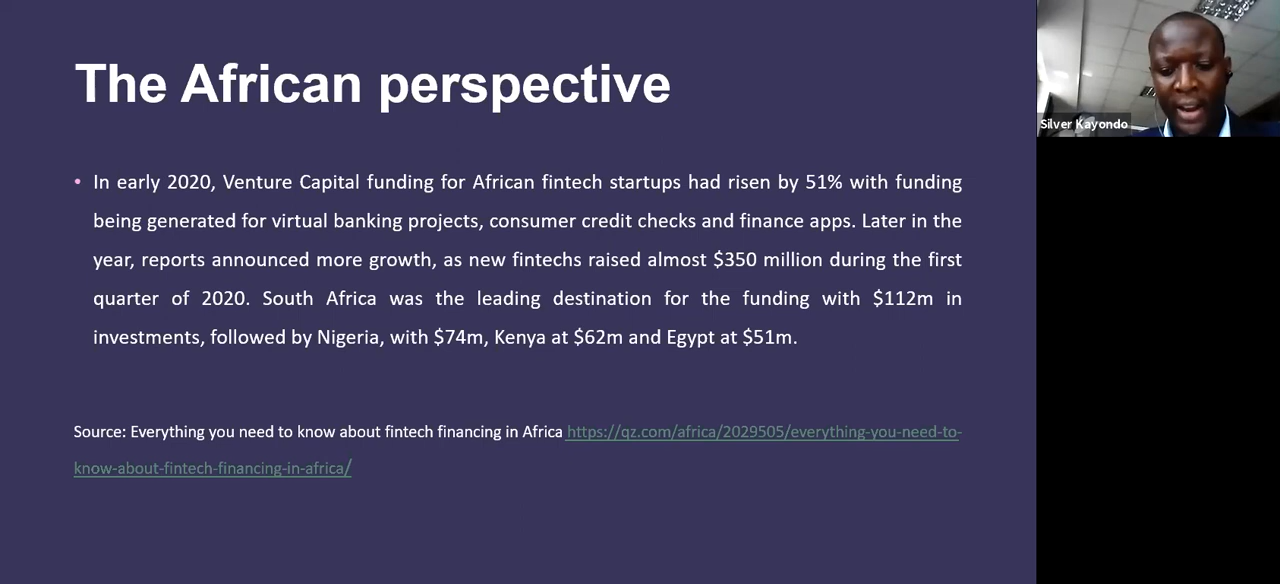 The African perspective
Silver Kayondo
• In early 2020, Venture Capital funding for African fintech startups had risen by 51% with funding
being generated for virtual banking projects, consumer credit checks and finance apps. Later in the
year, reports announced more growth, as new fintechs raised almost $350 million during the first
quarter of 2020. South Africa was the leading destination for the funding with $112m in
investments, followed by Nigeria, with $74m, Kenya at $62m and Egypt at $51m.
Source: Everything you need to know about fintech financing in Africa https://qz.com/africa/2029505/everything-you-need-to-
know-about-fintech-financing-in-africa/